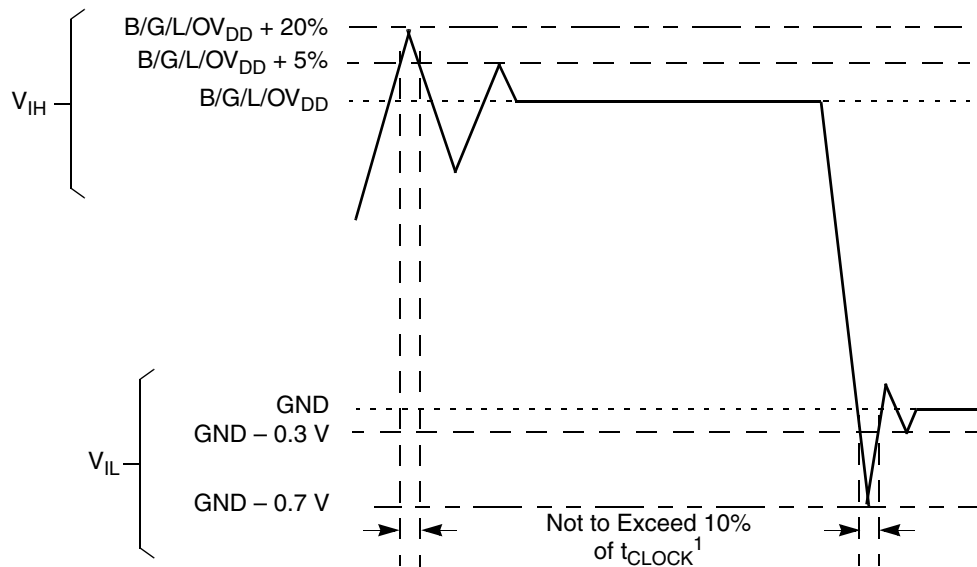 B/G/L/OV_DD + 20%
B/G/L/OV_DD + 5%
B/G/L/OV_DD
V_IH
GND
GND – 0.3 V
V_IL
GND – 0.7 V
Not to Exceed 10%
of t_CLOCK^1